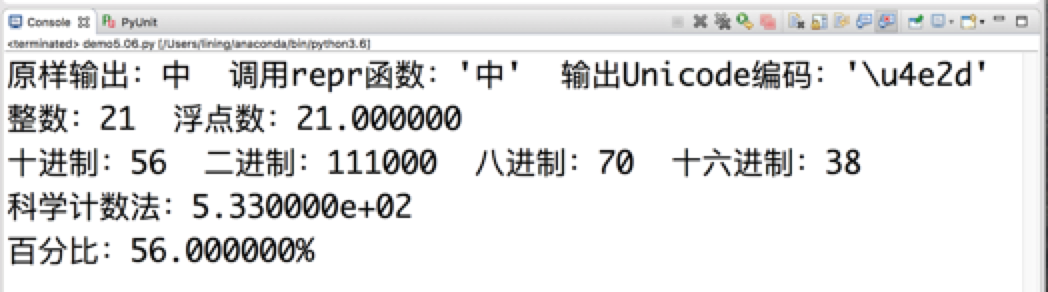 Console PyUnit
<terminated> demo5.06.py [/Users/lining/anaconda/bin/python3.6]
原样输出：中  调用repr函数：'中'  输出Unicode编码：'\u4e2d'
整数：21  浮点数：21.000000
十进制：56  二进制：111000  八进制：70  十六进制：38
科学计数法：5.330000e+02
百分比：56.000000%